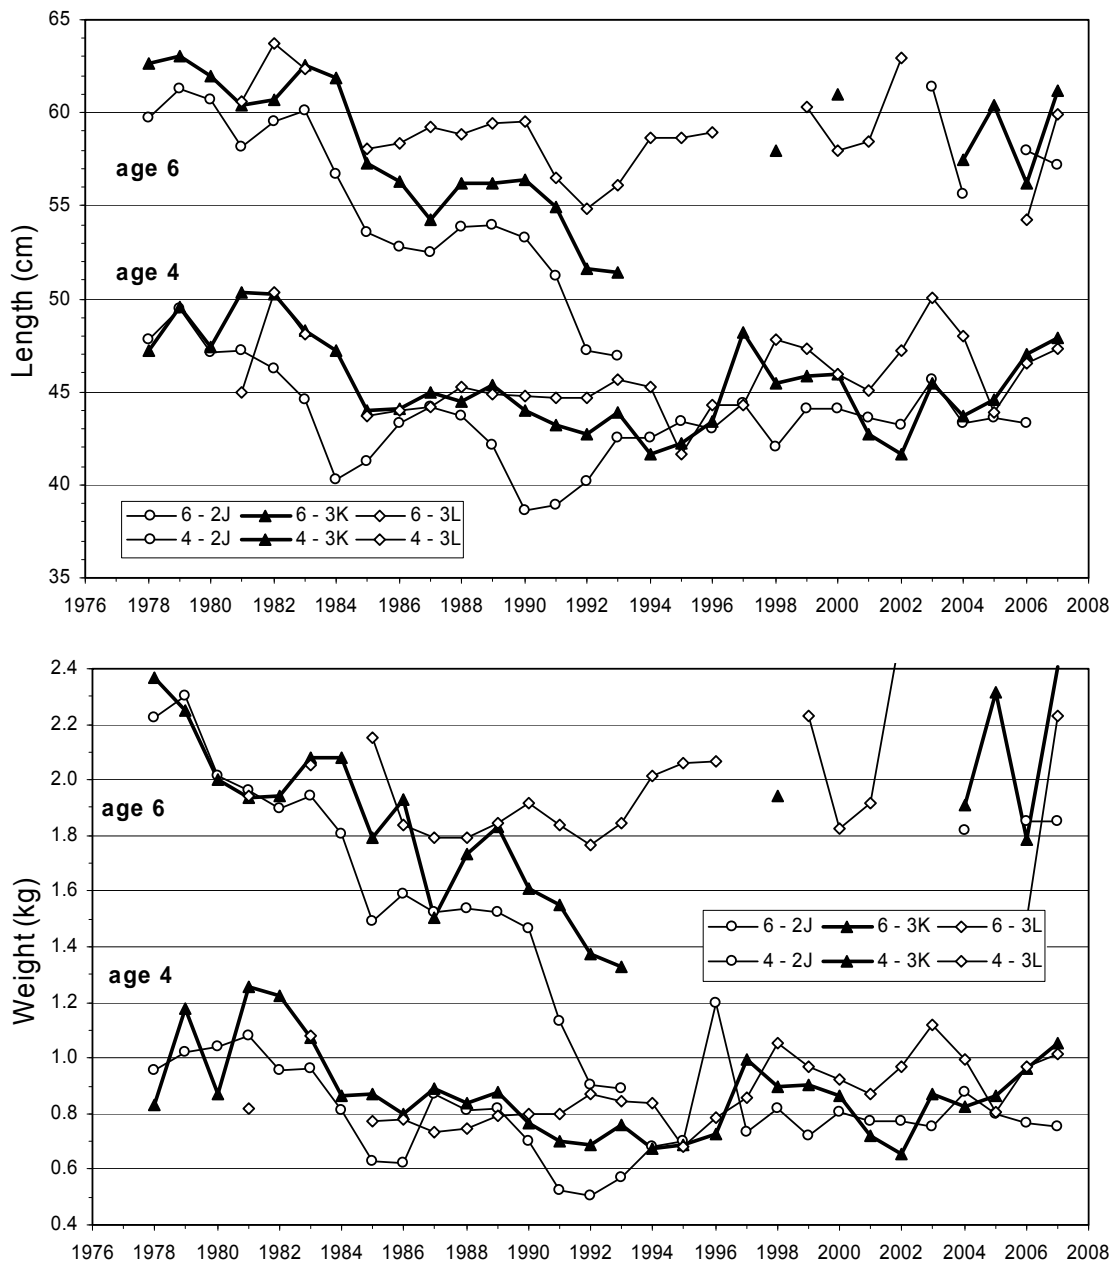 65
60
55
50
45
40
35
Length (cm)
age 6
age 4
6 - 2J 6 - 3K 6 - 3L
4 - 2J 4 - 3K 4 - 3L
1976 1978 1980 1982 1984 1986 1988 1990 1992 1994 1996 1998 2000 2002 2004 2006 2008
2.4
2.2
2.0
1.8
1.6
1.4
1.2
1.0
0.8
0.6
0.4
Weight (kg)
age 6
age 4
6 - 2J 6 - 3K 6 - 3L
4 - 2J 4 - 3K 4 - 3L
1976 1978 1980 1982 1984 1986 1988 1990 1992 1994 1996 1998 2000 2002 2004 2006 2008